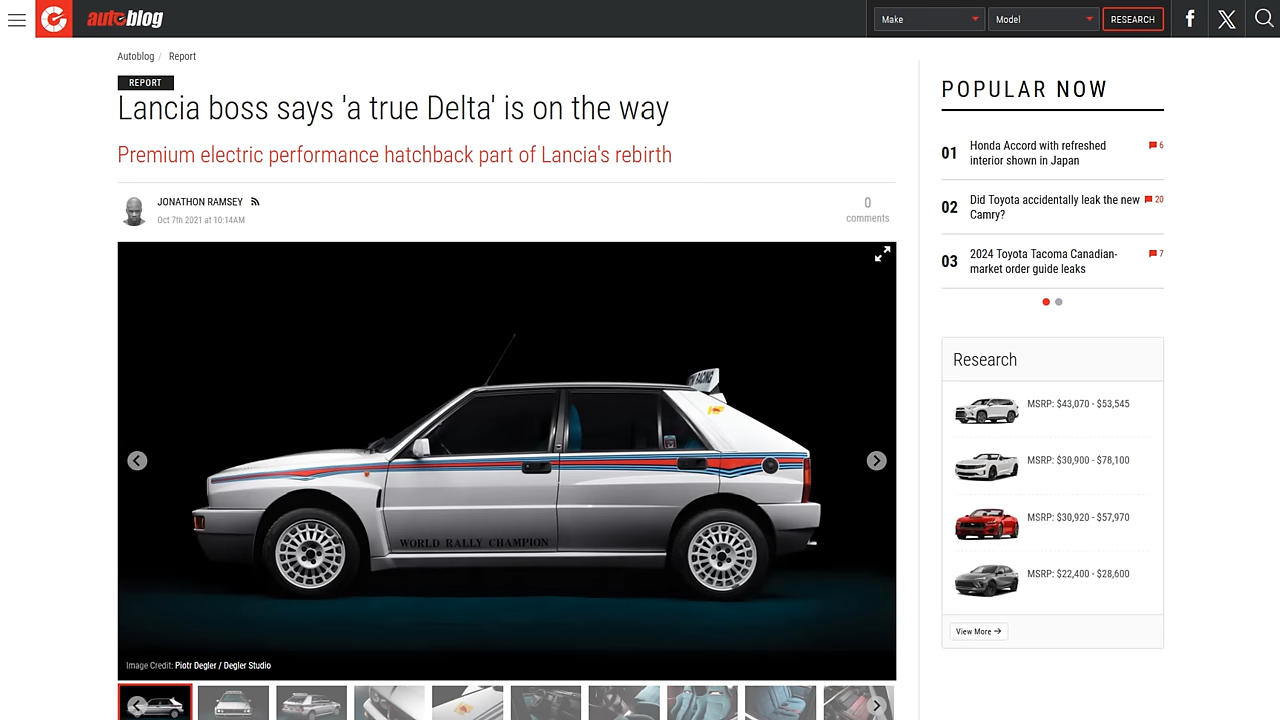 autoblog
Make
Model
RESEARCH
Autoblog / Report
REPORT
Lancia boss says 'a true Delta' is on the way
Premium electric performance hatchback part of Lancia's rebirth
JONATHON RAMSEY
Oct 7th 2021 at 10:14AM
0
comments
RACING
WORLD RALLY CHAMPION
Image Credit: Piotr Degler / Degler Studio
POPULAR NOW
01
Honda Accord with refreshed
interior shown in Japan
6
02
Did Toyota accidentally leak the new
Camry?
20
03
2024 Toyota Tacoma Canadian-
market order guide leaks
7
Research
MSRP: $43,070 - $53,545
MSRP: $30,900 - $78,100
MSRP: $30,920 - $57,970
MSRP: $22,400 - $28,600
View More